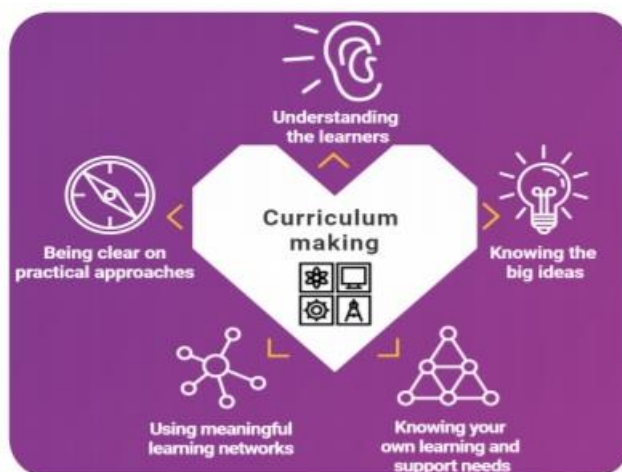 Understanding
the learners
Curriculum
making
Being clear on
practical approaches
Knowing the
big ideas
Using meaningful
learning networks
Knowing your
own learning and
support needs